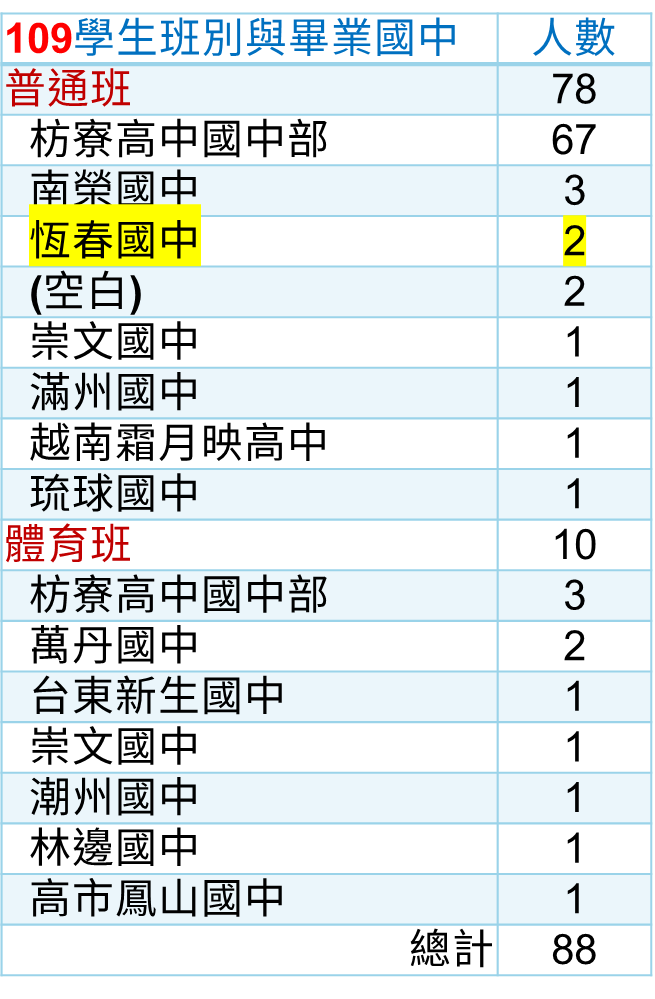 109學生班別與畢業國中 人數
普通班 78
枋寮高中國中部 67
南榮國中 3
恆春國中 2
(空白) 2
崇文國中 1
滿州國中 1
越南霜月映高中 1
琉球國中 1
體育班 10
枋寮高中國中部 3
萬丹國中 2
台東新生國中 1
崇文國中 1
潮州國中 1
林邊國中 1
高市鳳山國中 1
總計 88